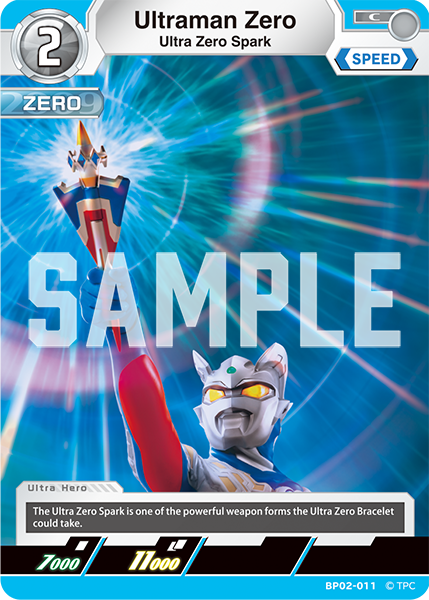 Ultraman Zero
Ultra Zero Spark
2
C
SPEED
ZERO
SAMPLE
Ultra Hero
The Ultra Zero Spark is one of the powerful weapon forms the Ultra Zero Bracelet
could take.
7000
11000
BP02-011 © TPC